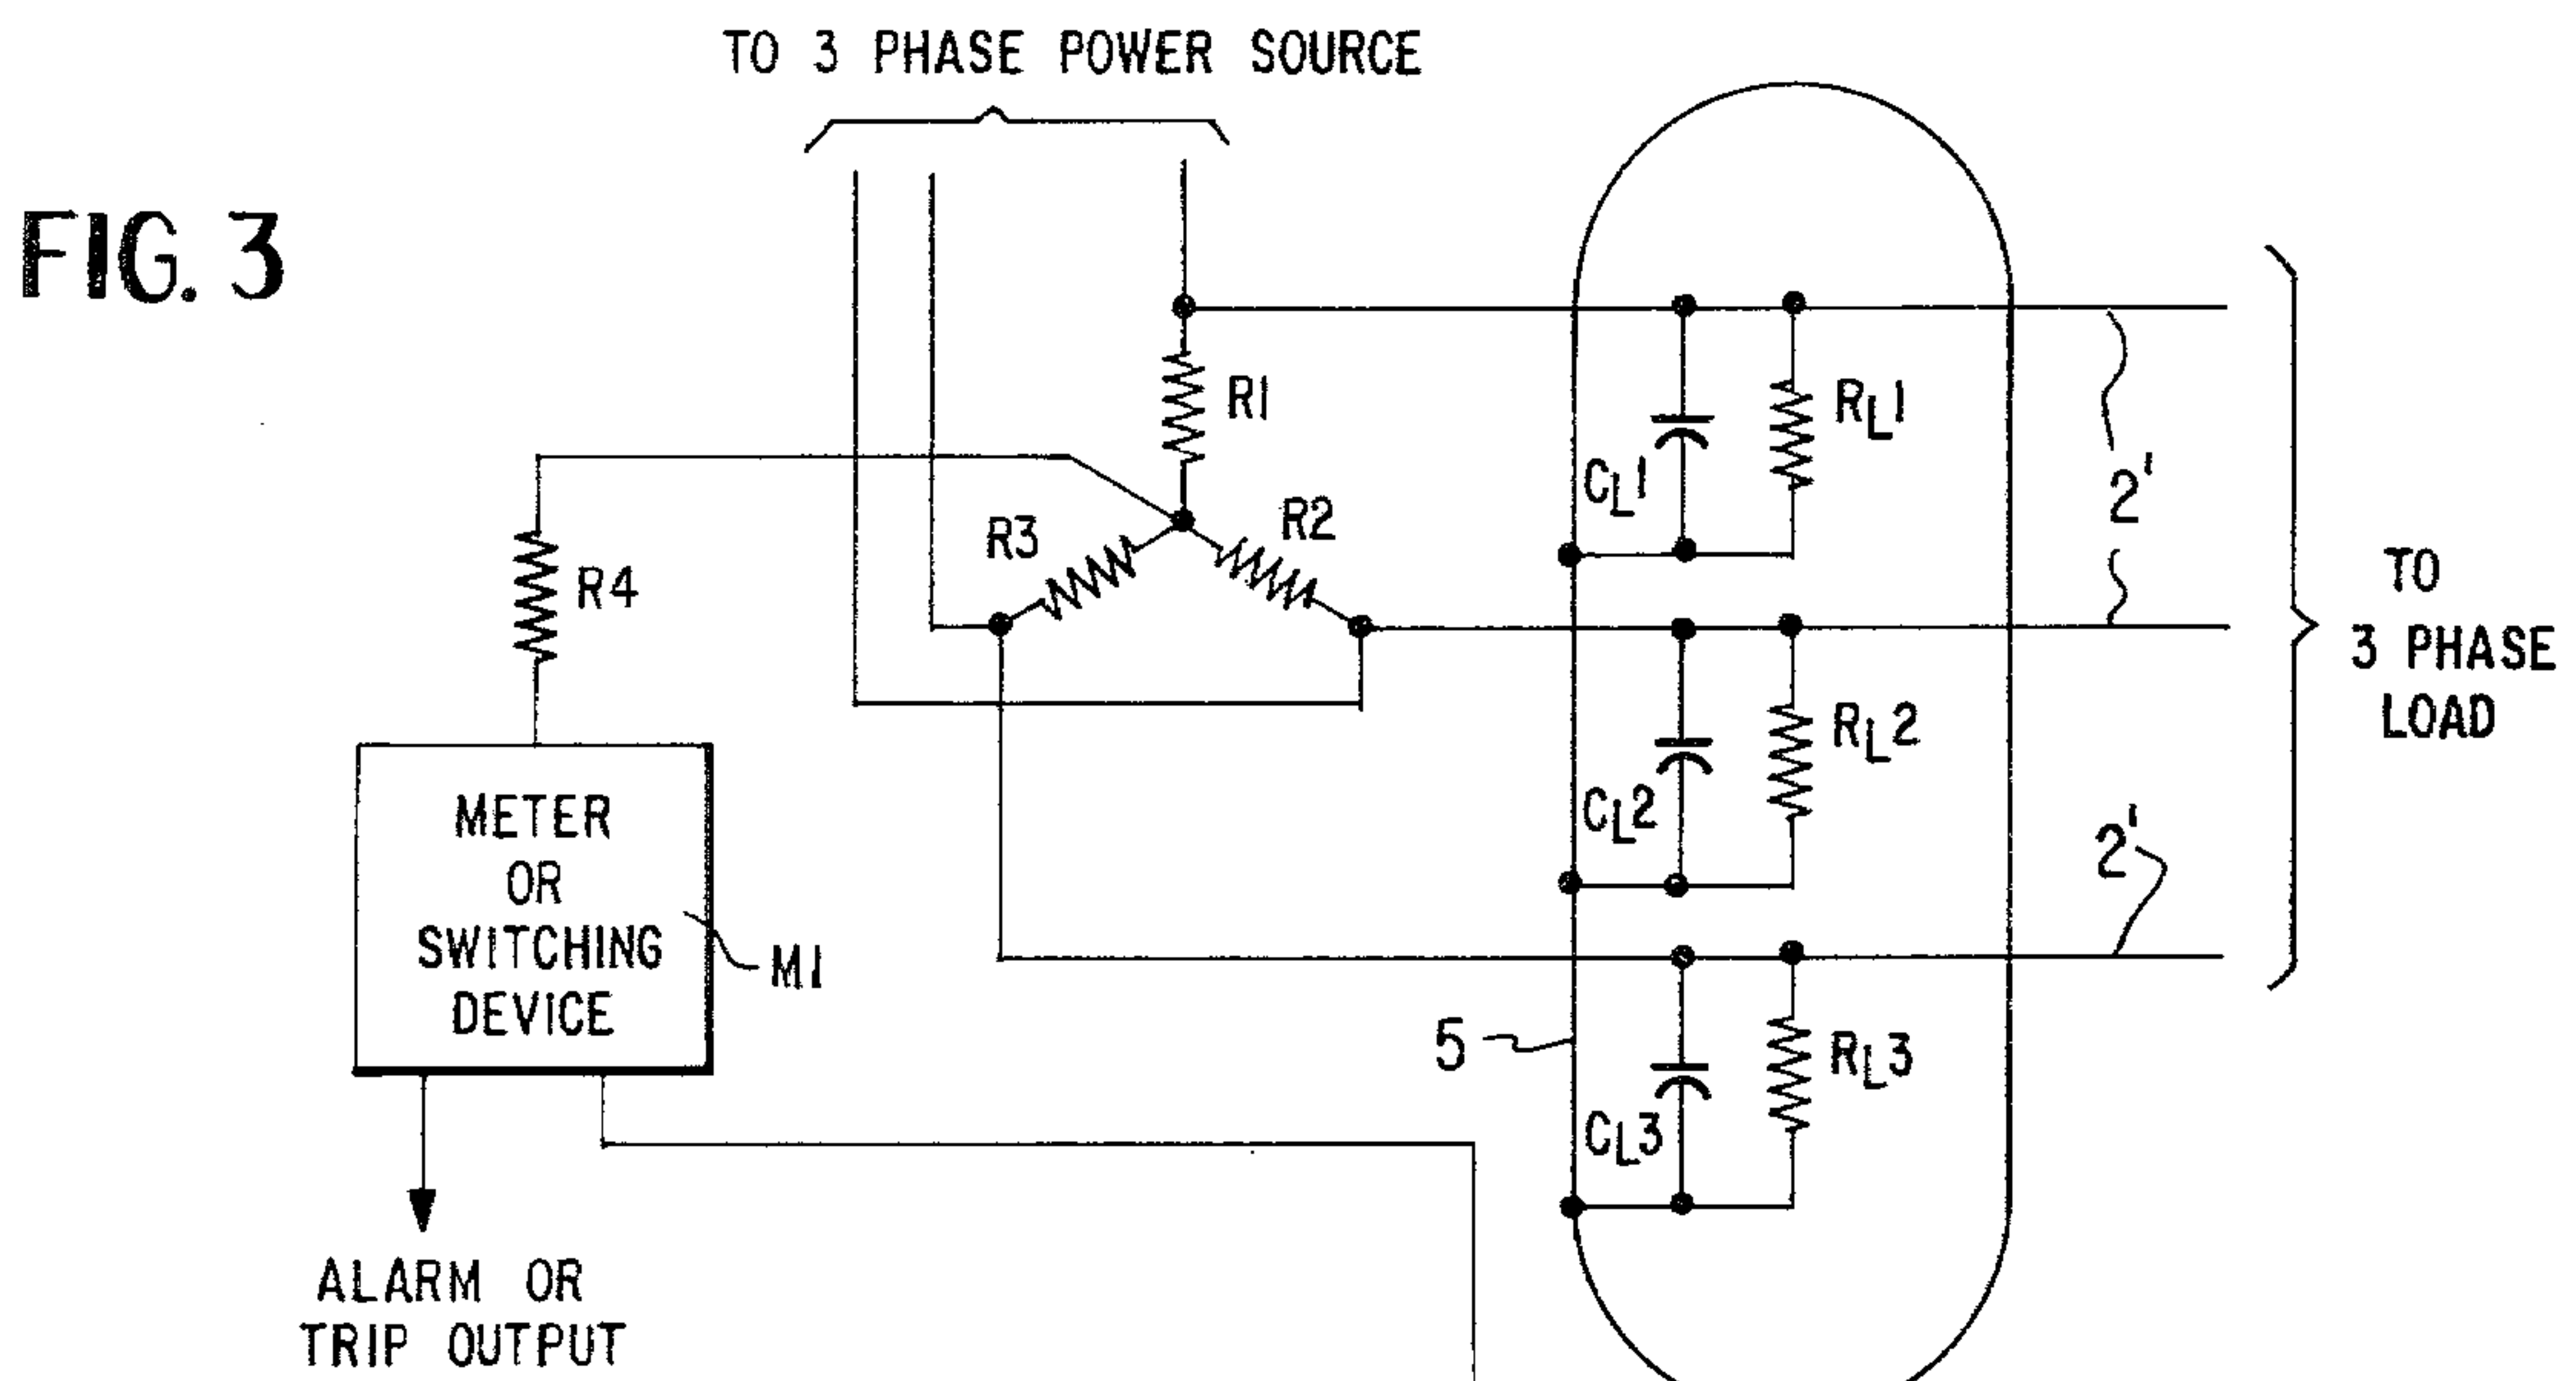 TO 3 PHASE POWER SOURCE
FIG. 3
R1
R2
R3
R4
CL1
RL1
2'
CL2
RL2
2'
CL3
RL3
5
TO
3 PHASE
LOAD
METER
OR
SWITCHING
DEVICE
M1
ALARM OR
TRIP OUTPUT